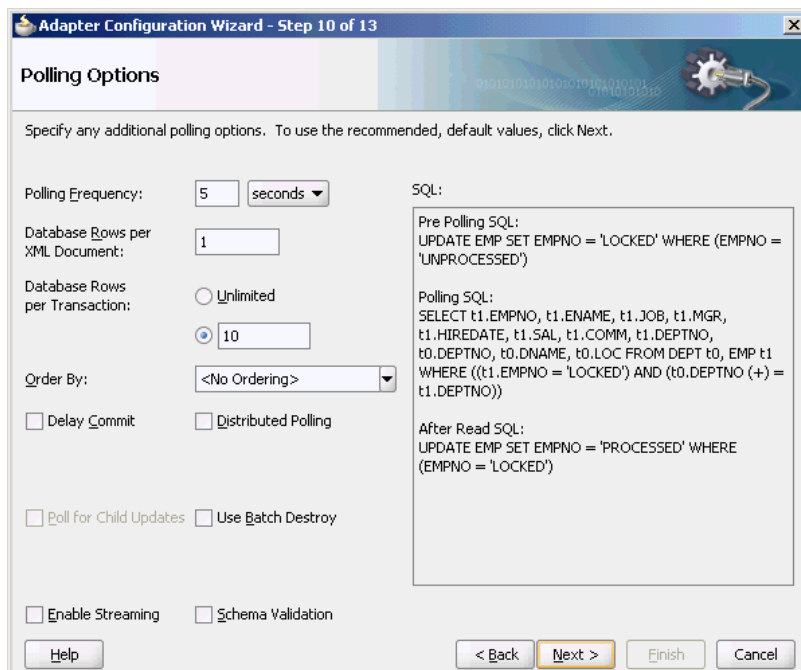 Adapter Configuration Wizard - Step 10 of 13
Polling Options
Specify any additional polling options. To use the recommended, default values, click Next.
Polling Frequency:
5
seconds
Database Rows per
XML Document:
1
Database Rows
per Transaction:
Unlimited
10
Order By:
<No Ordering>
Delay Commit
Distributed Polling
Poll for Child Updates
Use Batch Destroy
Enable Streaming
Schema Validation
SQL:
Pre Polling SQL:
UPDATE EMP SET EMPNO = 'LOCKED' WHERE (EMPNO =
'UNPROCESSED')
Polling SQL:
SELECT t1.EMPNO, t1.ENAME, t1.JOB, t1.MGR,
t1.HIREDATE, t1.SAL, t1.COMM, t1.DEPTNO,
t0.DEPTNO, t0.DNAME, t0.LOC FROM DEPT t0, EMP t1
WHERE ((t1.EMPNO = 'LOCKED') AND (t0.DEPTNO (+) =
t1.DEPTNO))
After Read SQL:
UPDATE EMP SET EMPNO = 'PROCESSED' WHERE
(EMPNO = 'LOCKED')
Help
< Back
Next >
Finish
Cancel